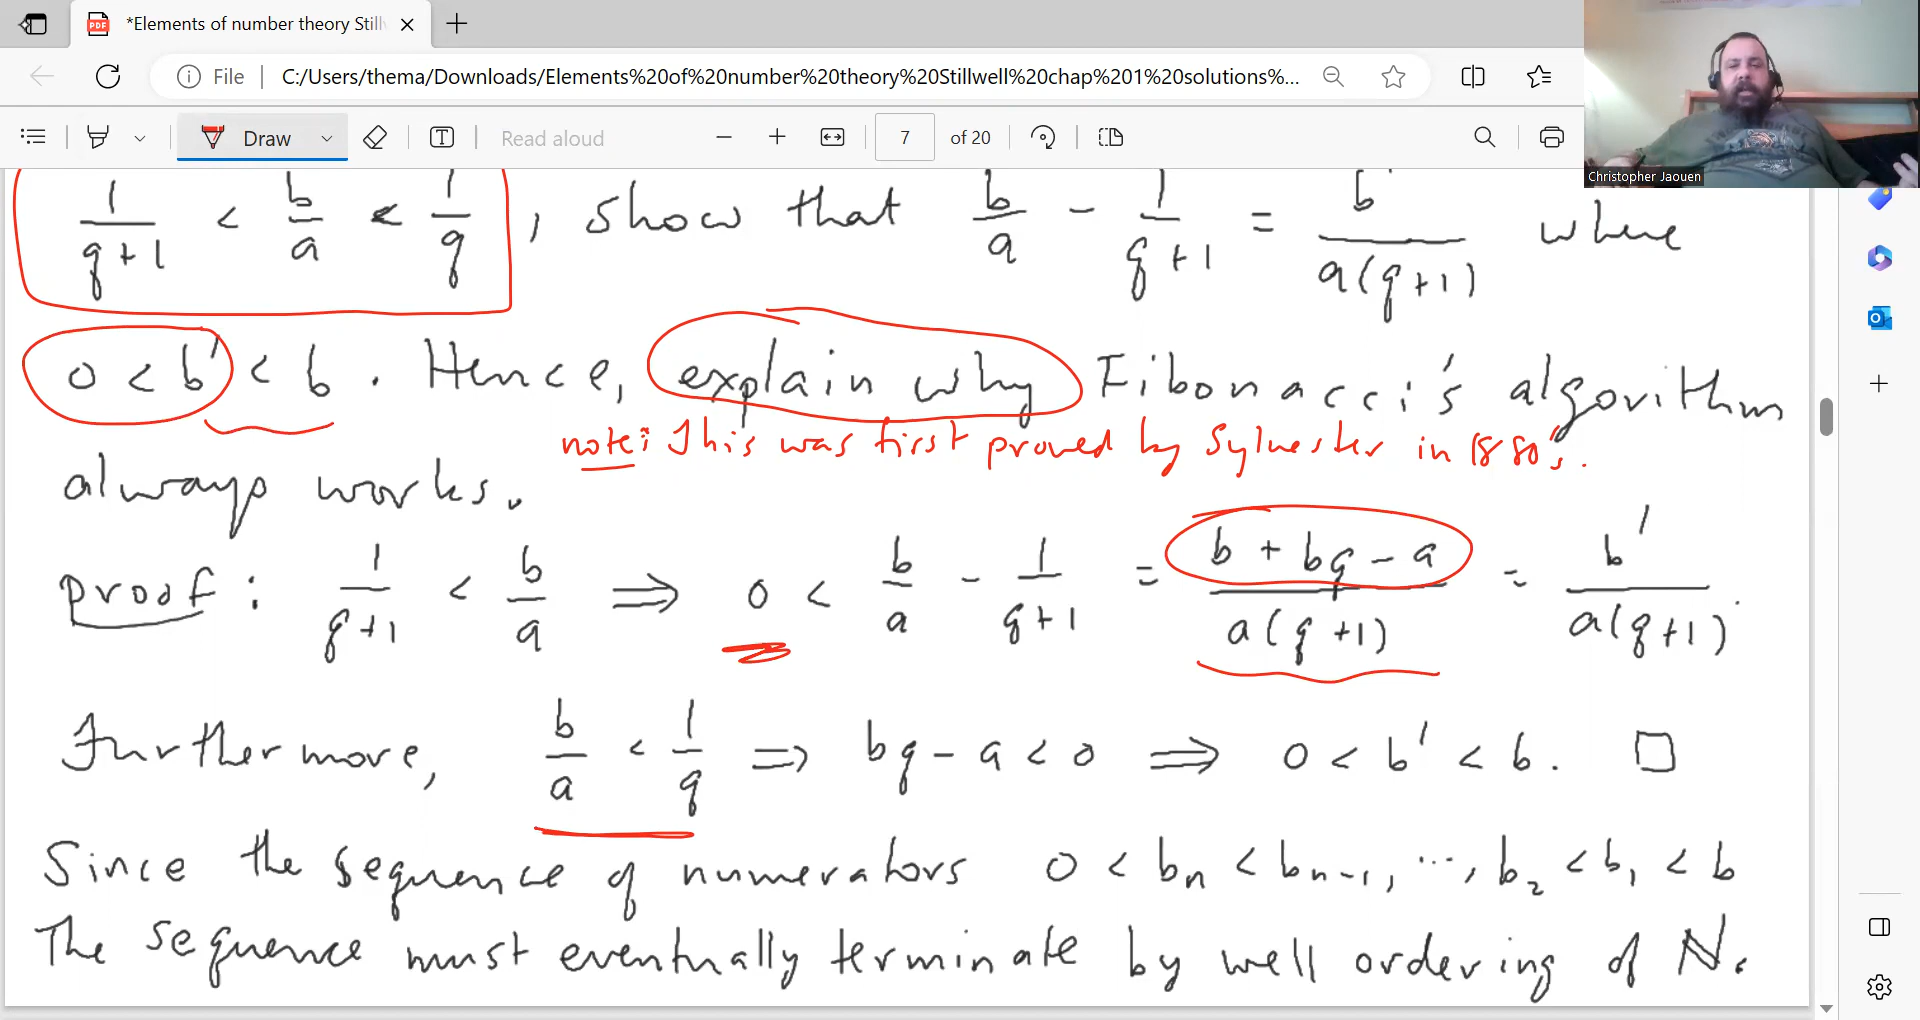 *Elements of number theory Still
File
C:/Users/thema/Downloads/Elements%20of%20number%20theory%20Stillwell%20chap%201%20solutions%...
Draw
Read aloud
7 of 20
Christopher Jaouen
1/(q+1) < b/a < 1/q , show that b/a - 1/(q+1) = b'/(a(q+1)) where
0 < b' < b . Hence, explain why Fibonacci's algorithm
note: This was first proved by Sylvester in 1880's.
always works.
proof : 1/(q+1) < b/a ⟹ 0 < b/a - 1/(q+1) = (b + bq - a)/(a(q+1)) = b'/(a(q+1)) .
Furthermore, b/a < 1/q ⟹ bq - a < 0 ⟹ 0 < b' < b . □
Since the sequence of numerators 0 < bₙ < bₙ₋₁, ..., b₂ < b₁ < b
The sequence must eventually terminate by well ordering of N.